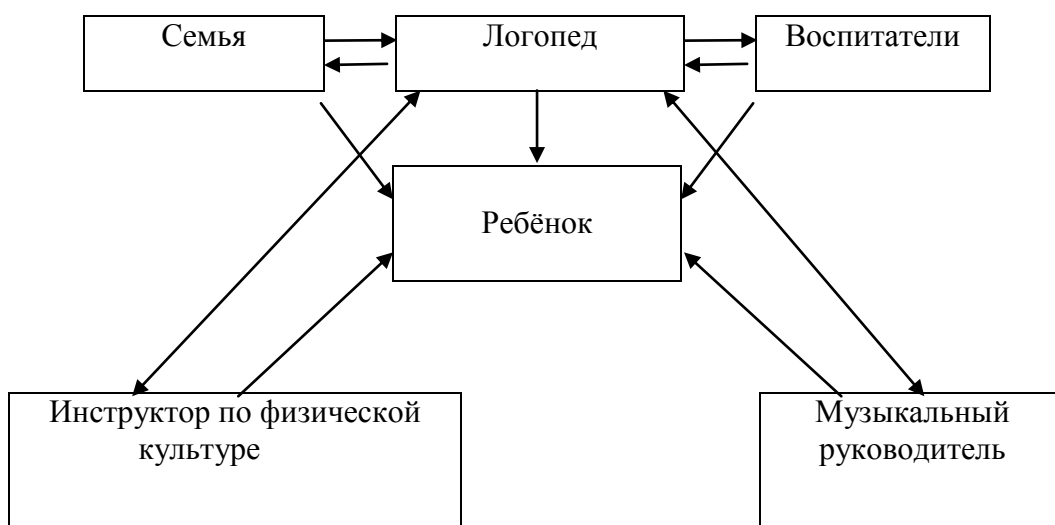 Семья
Логопед
Воспитатели
Ребёнок
Инструктор по физической
культуре
Музыкальный
руководитель